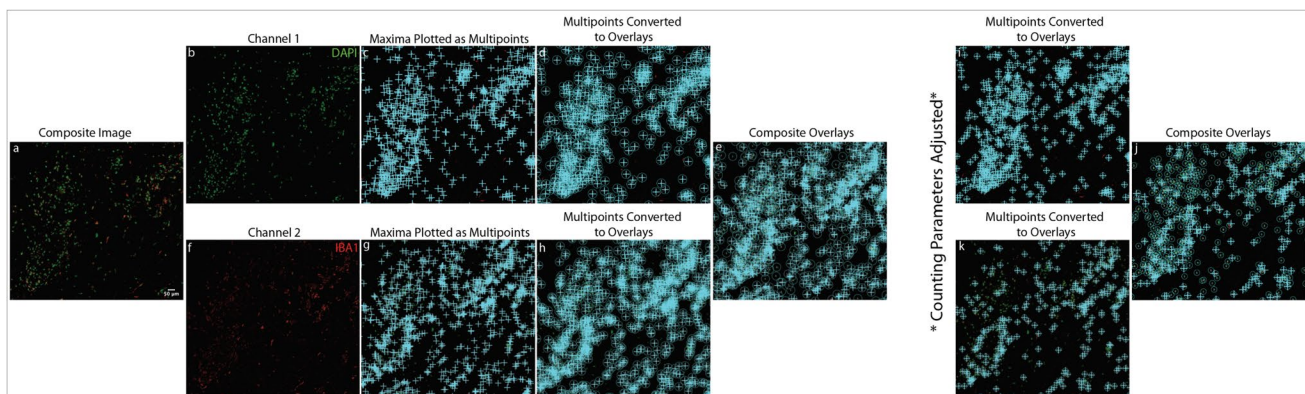 Composite Image
a
50 µm
Channel 1
b
DAPI
Maxima Plotted as Multipoints
c
Multipoints Converted
to Overlays
d
Channel 2
f
IBA1
Maxima Plotted as Multipoints
g
Multipoints Converted
to Overlays
h
Composite Overlays
e
* Counting Parameters Adjusted*
Multipoints Converted
to Overlays
i
Multipoints Converted
to Overlays
k
Composite Overlays
j